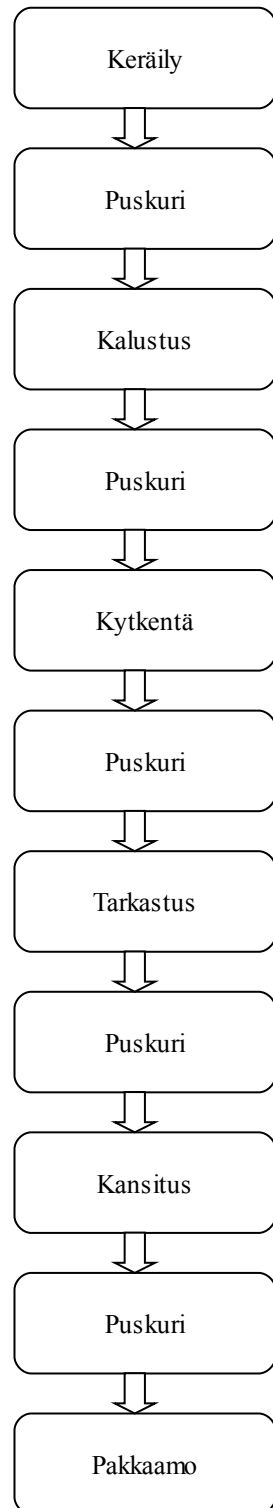 Keräily
Puskuri
Kalustus
Puskuri
Kytkentä
Puskuri
Tarkastus
Puskuri
Kansitus
Puskuri
Pakkaamo